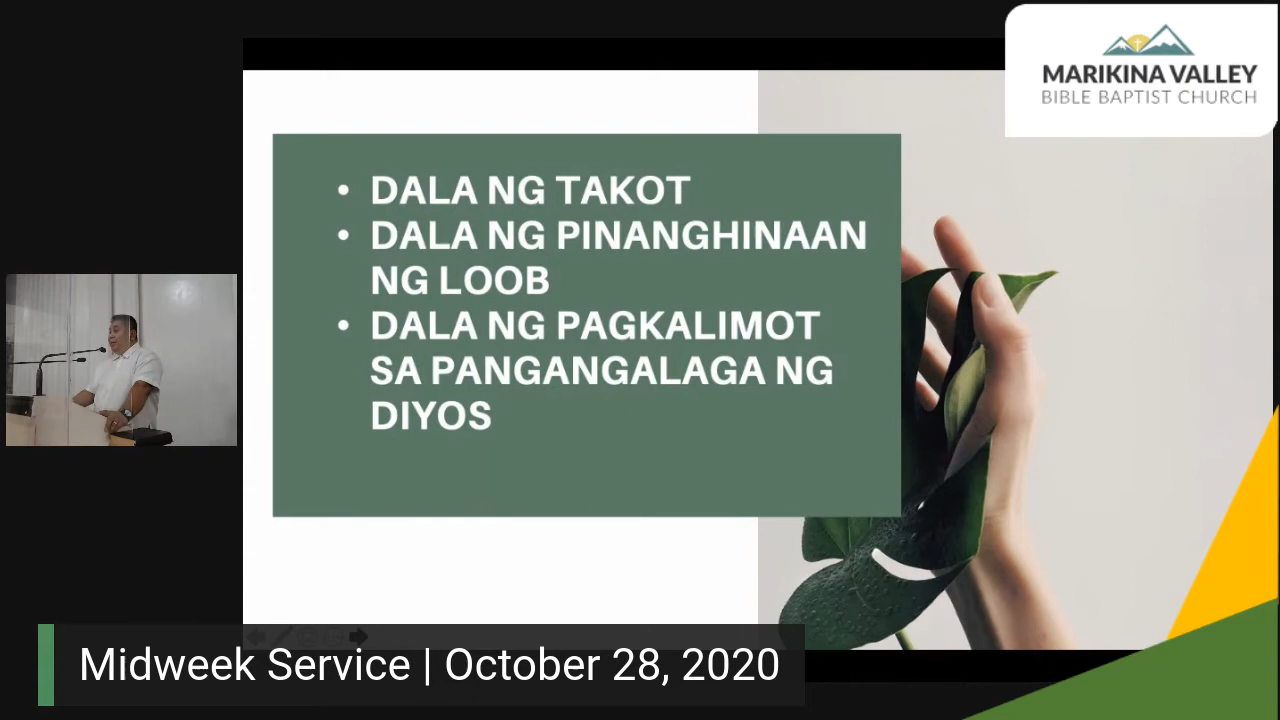 MARIKINA VALLEY
BIBLE BAPTIST CHURCH
• DALA NG TAKOT
• DALA NG PINANGHINAAN
NG LOOB
• DALA NG PAGKALIMOT
SA PANGANGALAGA NG
DIYOS
Midweek Service | October 28, 2020